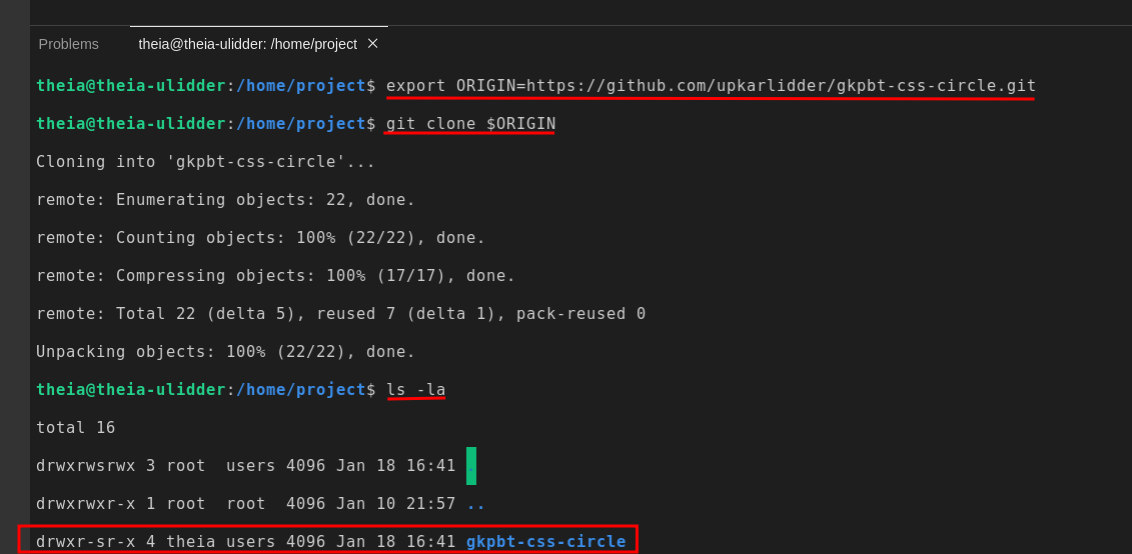 Problems theia@theia-ulidder: /home/project
theia@theia-ulidder:/home/project$ export ORIGIN=https://github.com/upkarlidder/gkpbt-css-circle.git
theia@theia-ulidder:/home/project$ git clone $ORIGIN
Cloning into 'gkpbt-css-circle'...
remote: Enumerating objects: 22, done.
remote: Counting objects: 100% (22/22), done.
remote: Compressing objects: 100% (17/17), done.
remote: Total 22 (delta 5), reused 7 (delta 1), pack-reused 0
Unpacking objects: 100% (22/22), done.
theia@theia-ulidder:/home/project$ ls -la
total 16
drwxrwsrwx 3 root  users 4096 Jan 18 16:41 .
drwxrwxr-x 1 root  root  4096 Jan 10 21:57 ..
drwxr-sr-x 4 theia users 4096 Jan 18 16:41 gkpbt-css-circle